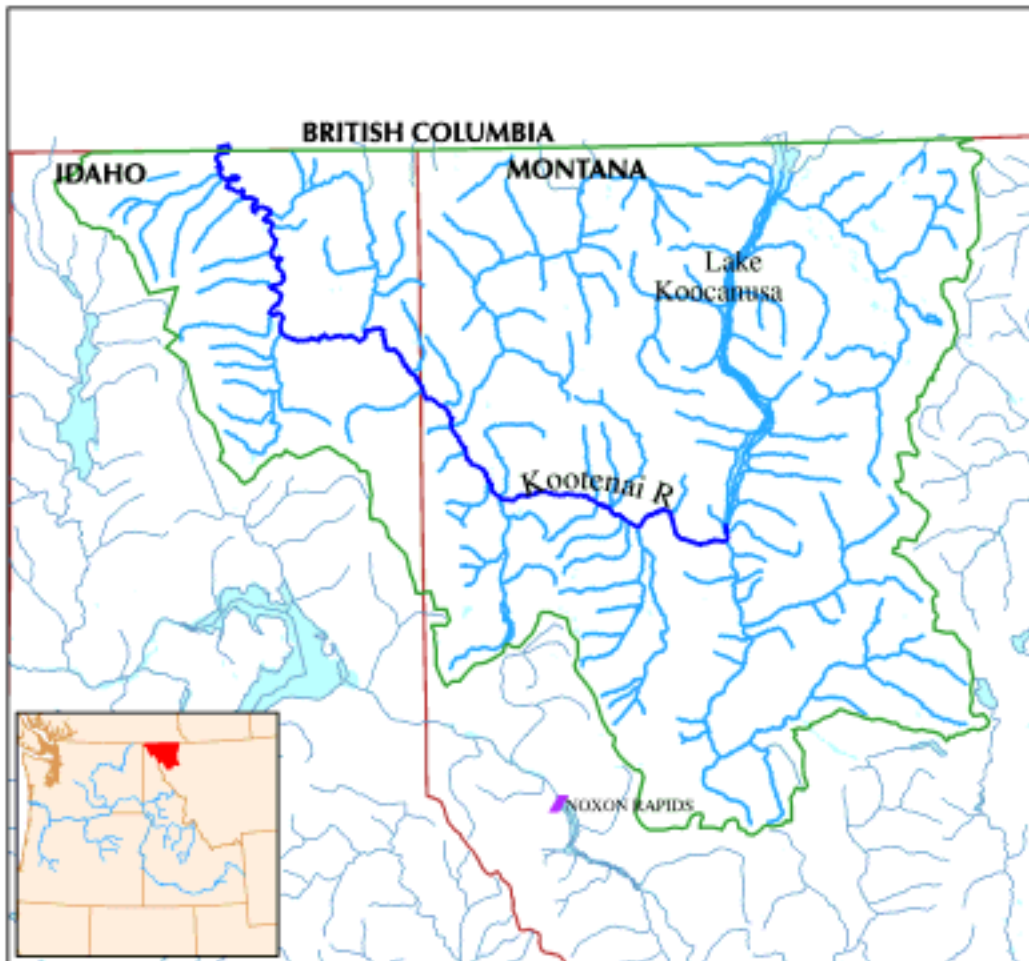 BRITISH COLUMBIA
IDAHO
MONTANA
Lake
Koocanusa
Kootenai R
NOXON RAPIDS